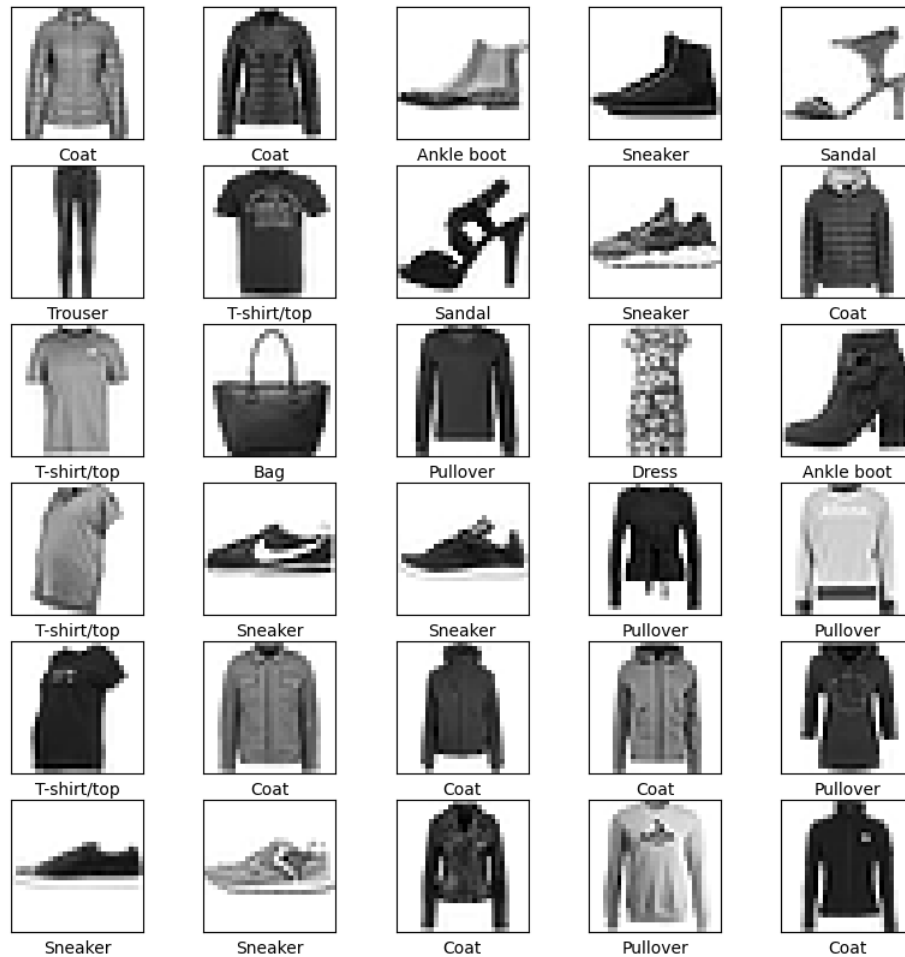 Coat Coat Ankle boot Sneaker Sandal
Trouser T-shirt/top Sandal Sneaker Coat
T-shirt/top Bag Pullover Dress Ankle boot
T-shirt/top Sneaker Sneaker Pullover Pullover
T-shirt/top Coat Coat Coat Pullover
Sneaker Sneaker Coat Pullover Coat